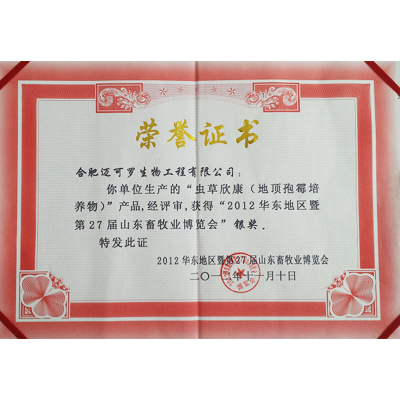 荣誉证书
合肥迈可罗生物工程有限公司：
你单位生产的“虫草欣康（地顶孢霉培
养物）”产品，经评审，获得“2012华东地区暨
第27届山东畜牧业博览会”银奖。
特发此证
2012华东地区暨第27届山东畜牧业博览会
二〇一二年十一月十日